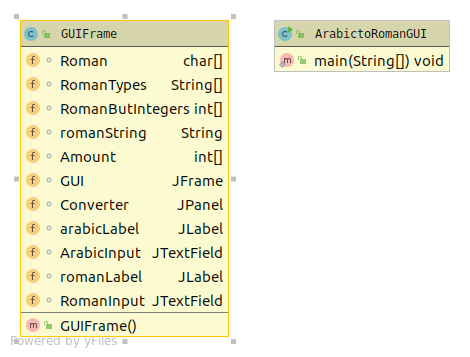 GUIFrame
Roman char[]
RomanTypes String[]
RomanButIntegers int[]
romanString String
Amount int[]
GUI JFrame
Converter JPanel
arabicLabel JLabel
ArabicInput JTextField
romanLabel JLabel
RomanInput JTextField
GUIFrame()
Powered by yFiles
ArabictoRomanGUI
main(String[]) void